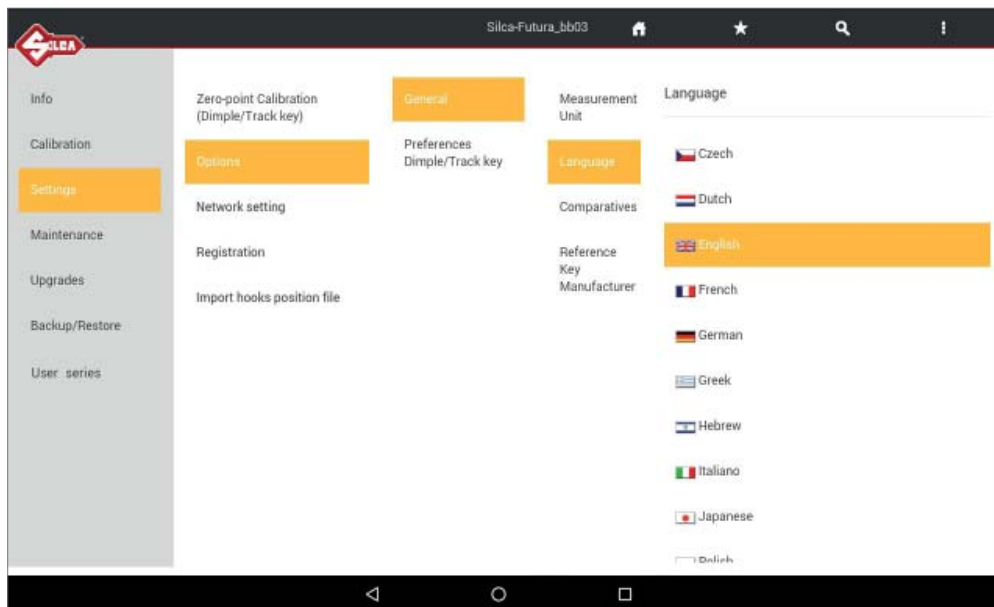 Silca-Futura_bb03
SILCA
Info
Calibration
Settings
Maintenance
Upgrades
Backup/Restore
User series
Zero-point Calibration
(Dimple/Track key)
Options
Network setting
Registration
Import hooks position file
General
Preferences
Dimple/Track key
Measurement
Unit
Language
Comparatives
Reference
Key
Manufacturer
Language
Czech
Dutch
English
French
German
Greek
Hebrew
Italiano
Japanese
Polish